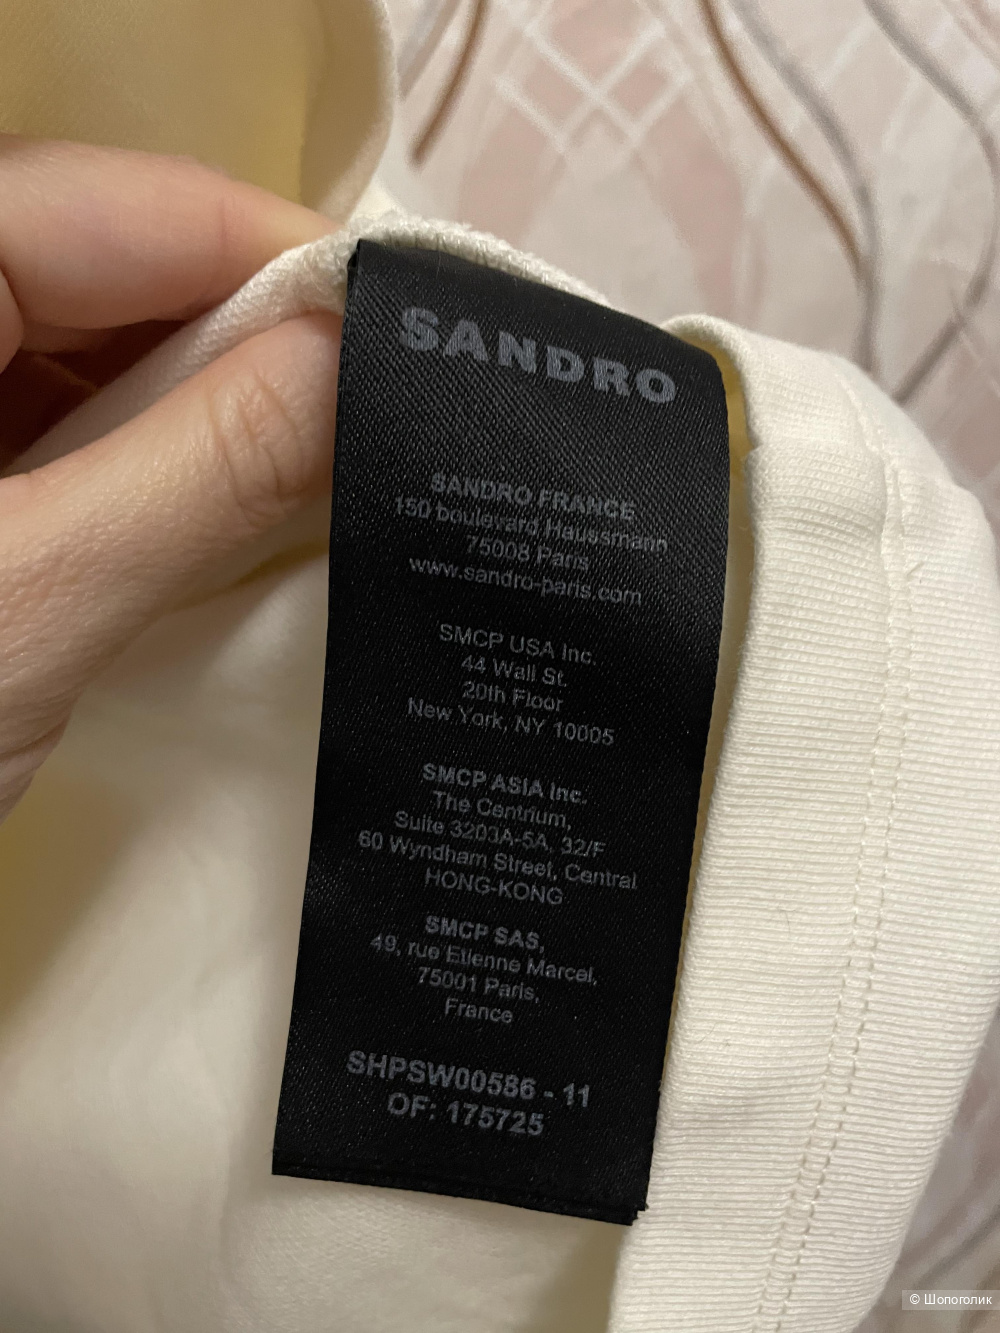 SANDRO
SANDRO FRANCE
150 boulevard Haussmann
75008 Paris
www.sandro-paris.com
SMCP USA Inc.
44 Wall St.
20th Floor
New York, NY 10005
SMCP ASIA Inc.
The Centrium,
Suite 3203A-5A, 32/F
60 Wyndham Street, Central
HONG-KONG
SMCP SAS,
49, rue Etienne Marcel,
75001 Paris,
France
SHPSW00586 - 11
OF: 175725
© Шопоголик